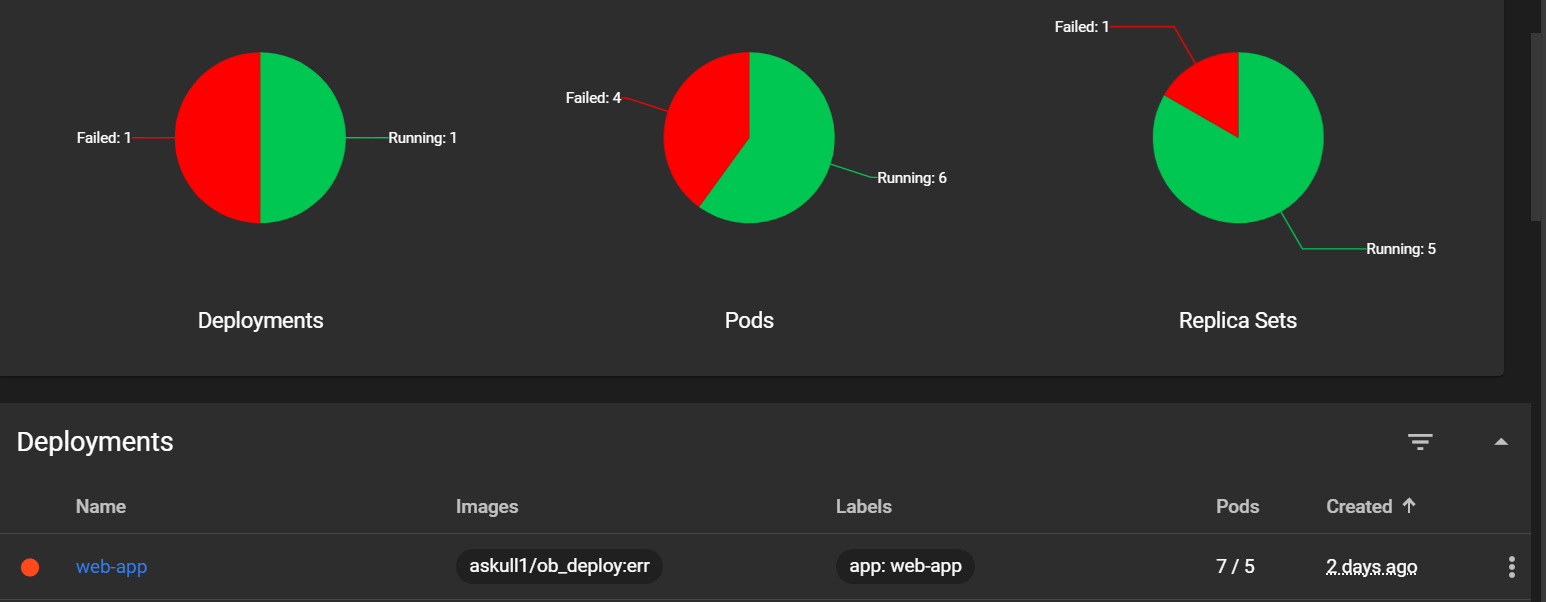 Failed: 1
Failed: 4
Failed: 1
Running: 1
Running: 6
Running: 5
Deployments
Pods
Replica Sets
Deployments
Name Images Labels Pods Created
web-app askull1/ob_deploy:err app: web-app 7 / 5 2 days ago